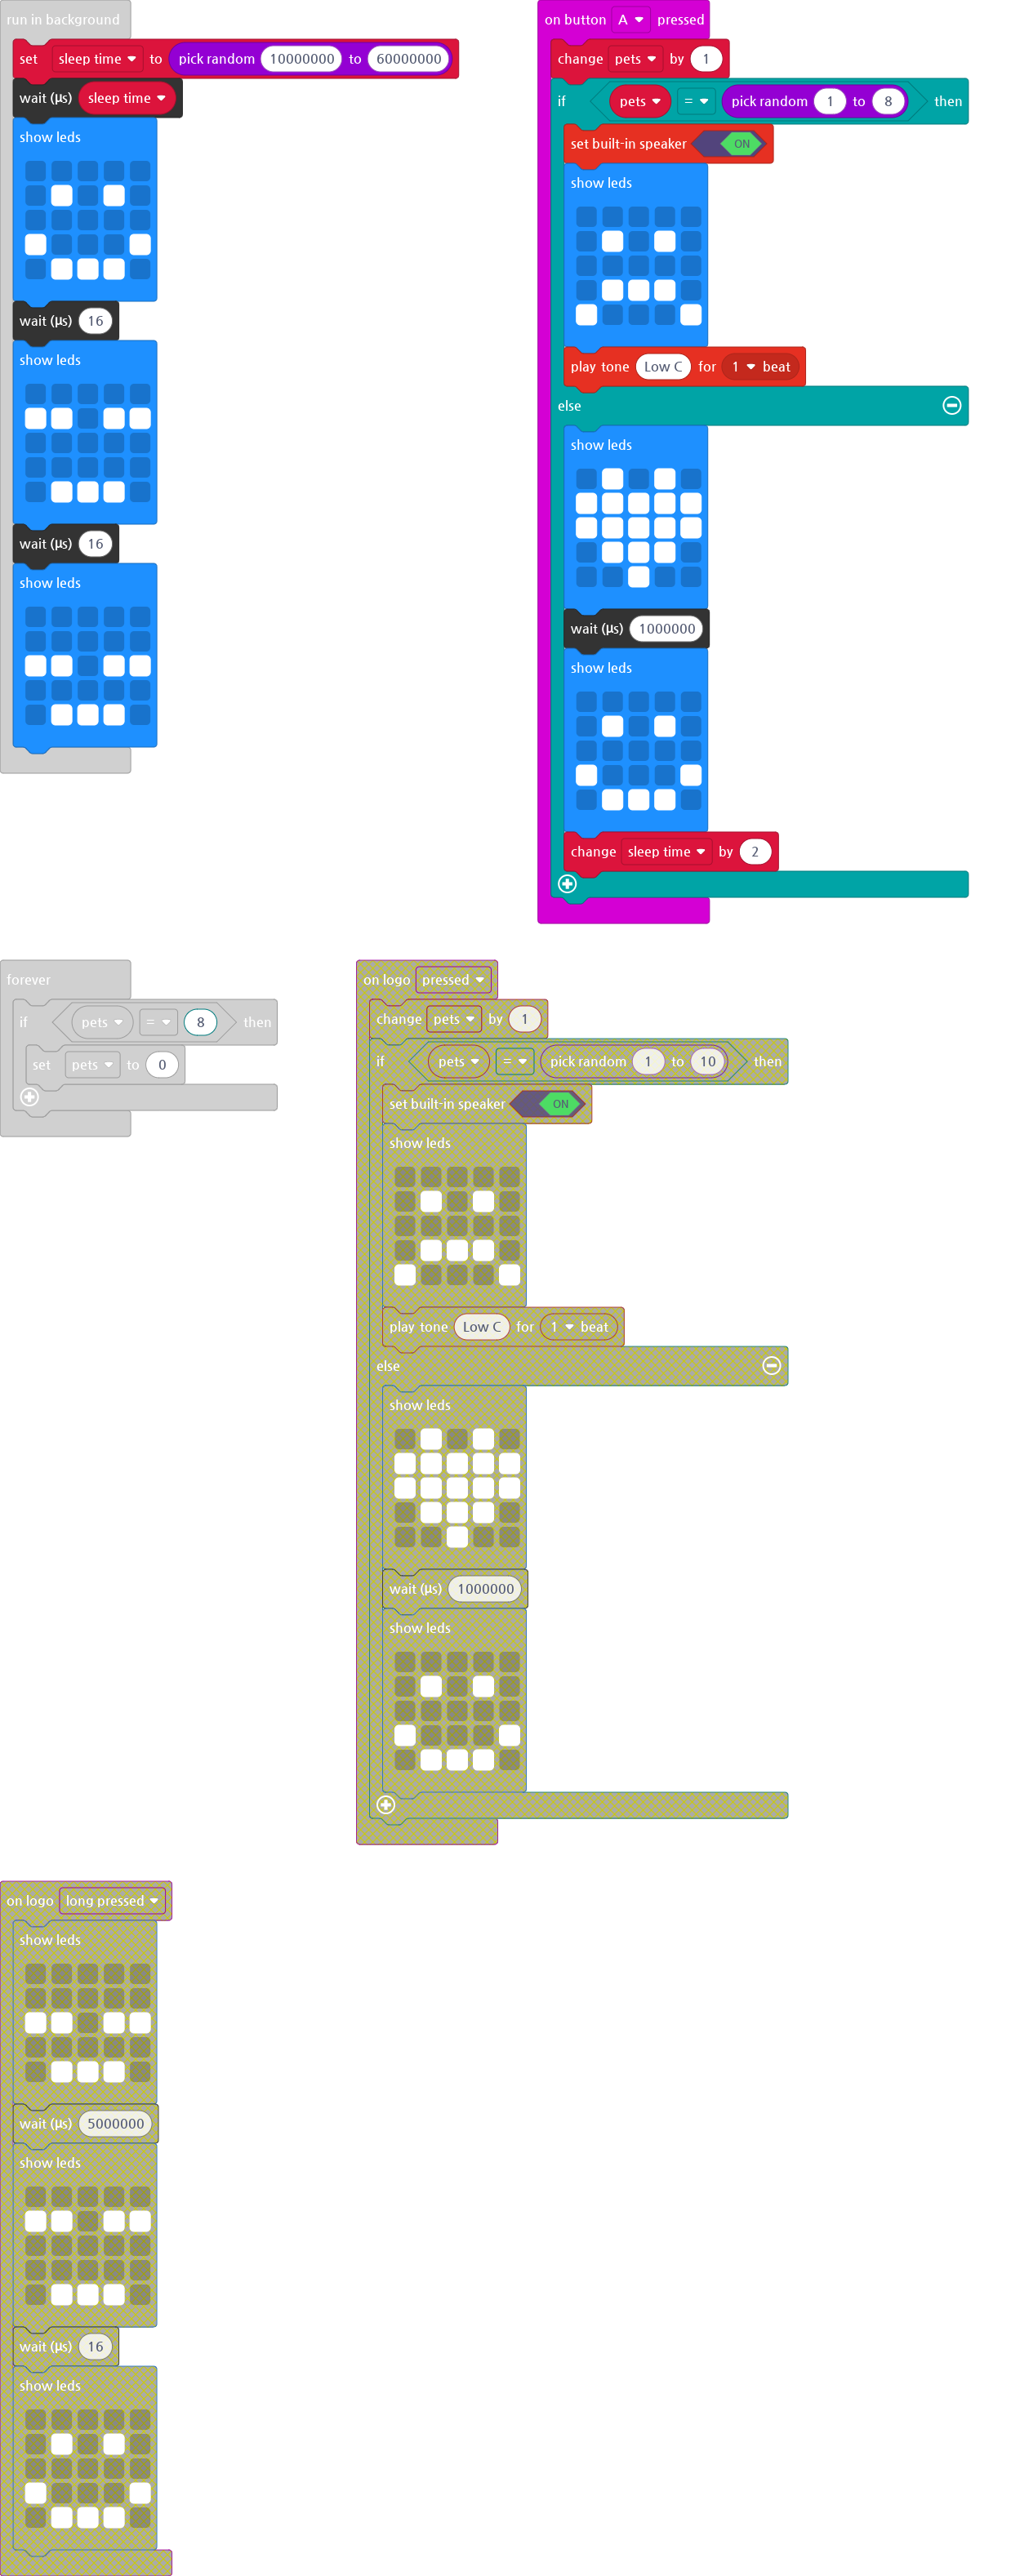 run in background
set sleep time to pick random 10000000 to 60000000
wait (µs) sleep time
show leds
wait (µs) 16
show leds
wait (µs) 16
show leds
on button A pressed
change pets by 1
if pets = pick random 1 to 8 then
set built-in speaker ON
show leds
play tone Low C for 1 beat
else
show leds
wait (µs) 1000000
show leds
change sleep time by 2
forever
if pets = 8 then
set pets to 0
on logo pressed
change pets by 1
if pets = pick random 1 to 10 then
set built-in speaker ON
show leds
play tone Low C for 1 beat
else
show leds
wait (µs) 1000000
show leds
on logo long pressed
show leds
wait (µs) 5000000
show leds
wait (µs) 16
show leds